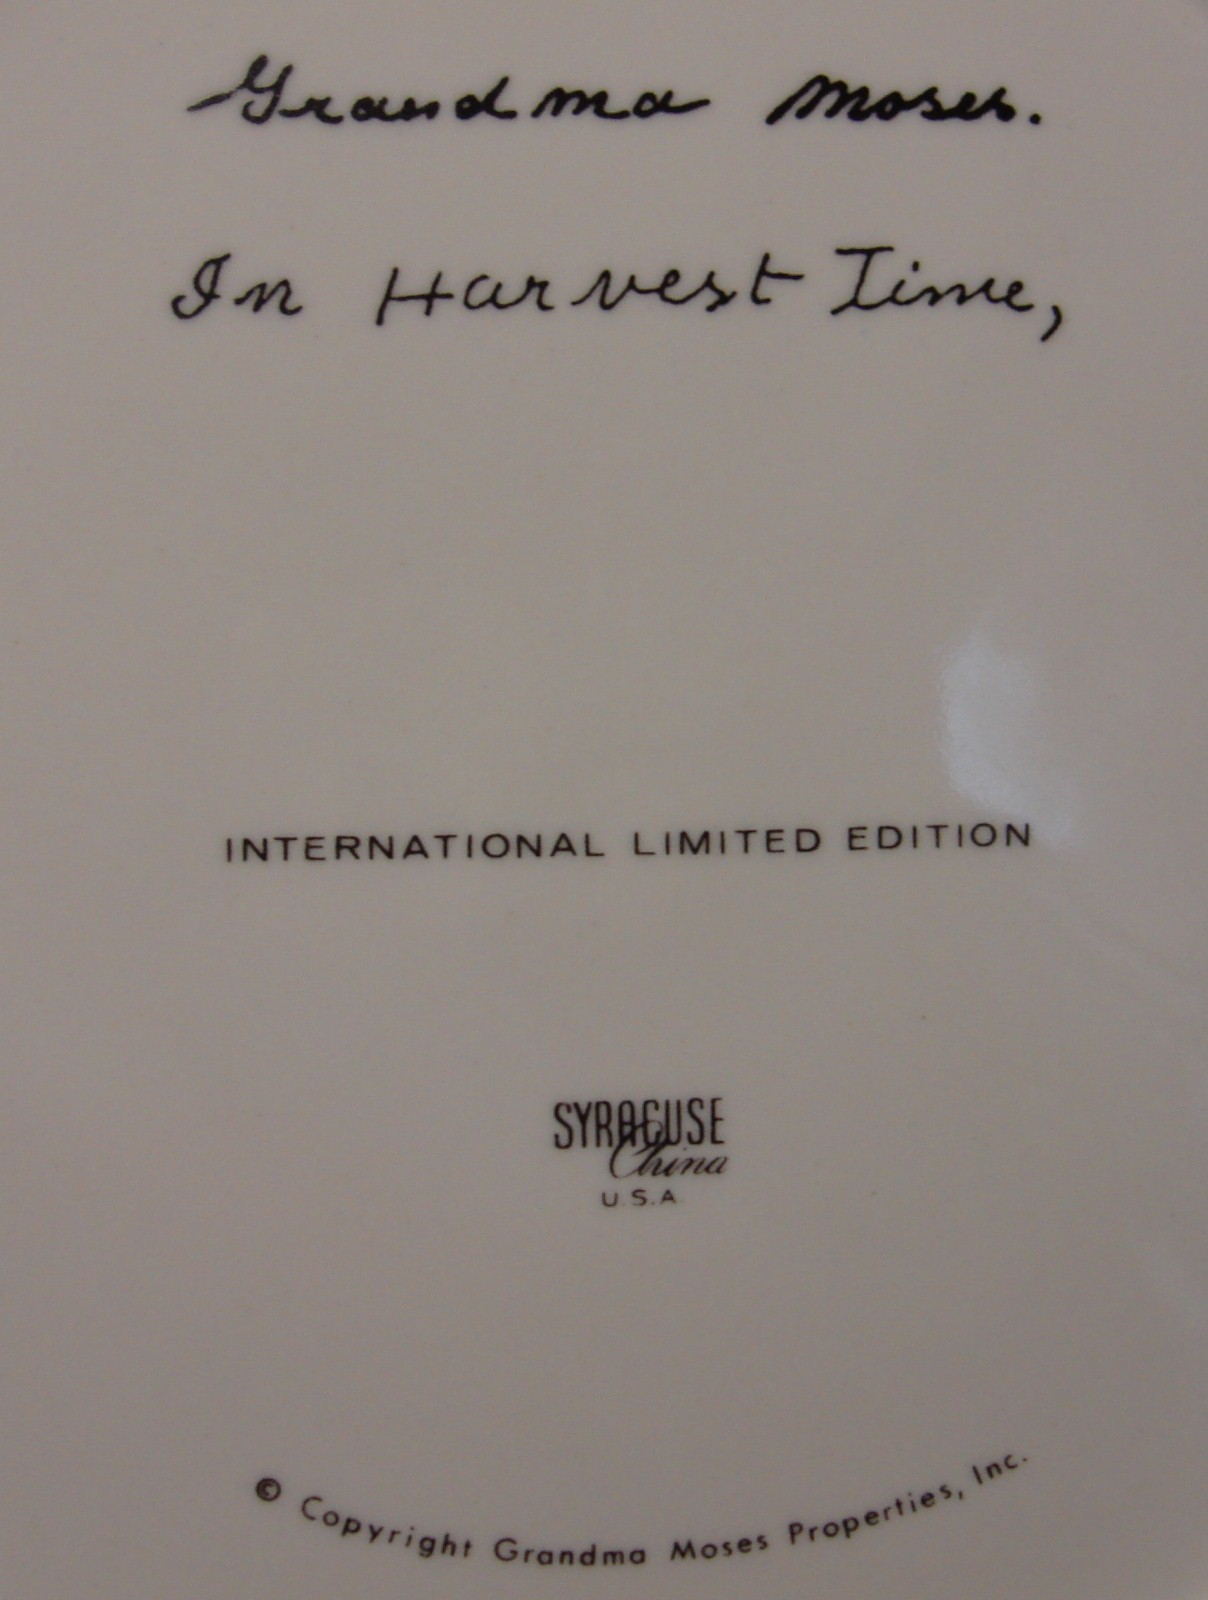 Grandma Moses.
In Harvest Time,
INTERNATIONAL LIMITED EDITION
SYRACUSE
China
U.S.A
© Copyright Grandma Moses Properties, Inc.